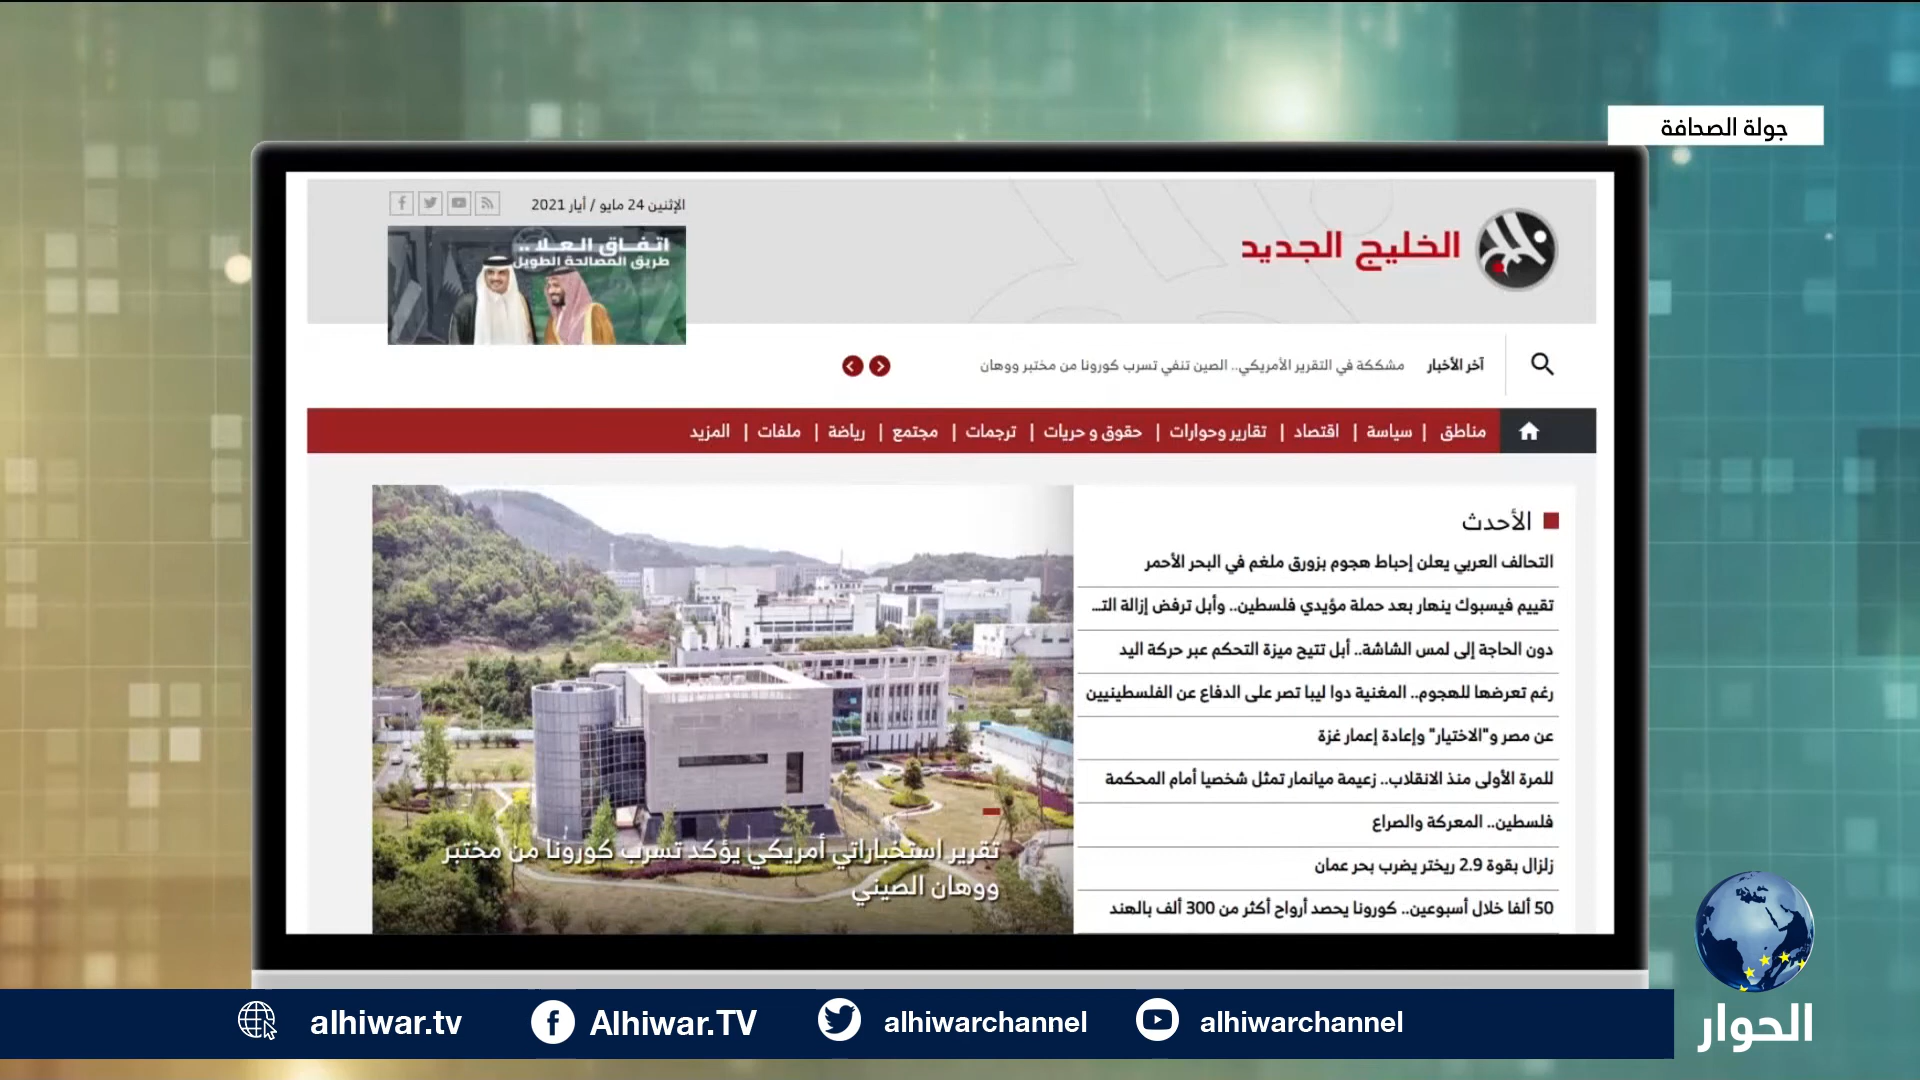 جولة الصحافة
الخليج الجديد
الإثنين 24 مايو / أيار 2021
اتفاق العلا ..
طريق المصالحة الطويل
آخر الأخبار
مشككة في التقرير الأمريكي.. الصين تنفي تسرب كورونا من مختبر ووهان
مناطق | سياسة | اقتصاد | تقارير وحوارات | حقوق و حريات | ترجمات | مجتمع | رياضة | ملفات | المزيد
الأحدث
التحالف العربي يعلن إحباط هجوم بزورق ملغم في البحر الأحمر
تقييم فيسبوك ينهار بعد حملة مؤيدي فلسطين.. وأبل ترفض إزالة التـ...
دون الحاجة إلى لمس الشاشة.. أبل تتيح ميزة التحكم عبر حركة اليد
رغم تعرضها للهجوم.. المغنية دوا ليبا تصر على الدفاع عن الفلسطينيين
عن مصر و"الاختيار" وإعادة إعمار غزة
للمرة الأولى منذ الانقلاب.. زعيمة ميانمار تمثل شخصيا أمام المحكمة
فلسطين.. المعركة والصراع
زلزال بقوة 2.9 ريختر يضرب بحر عمان
50 ألفا خلال أسبوعين.. كورونا يحصد أرواح أكثر من 300 ألف بالهند
تقرير استخباراتي أمريكي يؤكد تسرب كورونا من مختبر
ووهان الصيني
alhiwar.tv
Alhiwar.TV
alhiwarchannel
alhiwarchannel
الحوار